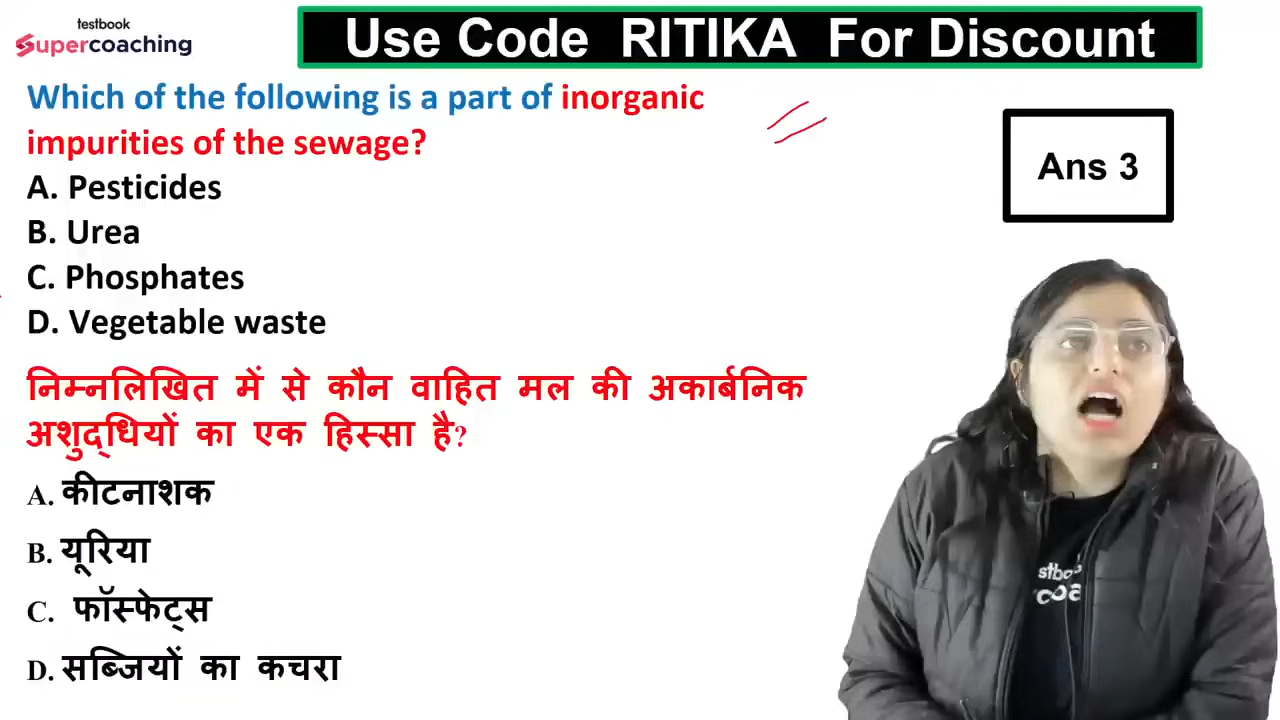 testbook
Supercoaching
Use Code RITIKA For Discount
Which of the following is a part of inorganic
impurities of the sewage?
A. Pesticides
B. Urea
C. Phosphates
D. Vegetable waste
Ans 3
निम्नलिखित में से कौन वाहित मल की अकार्बनिक
अशुद्धियों का एक हिस्सा है?
A. कीटनाशक
B. यूरिया
C. फॉस्फेट्स
D. सब्जियों का कचरा